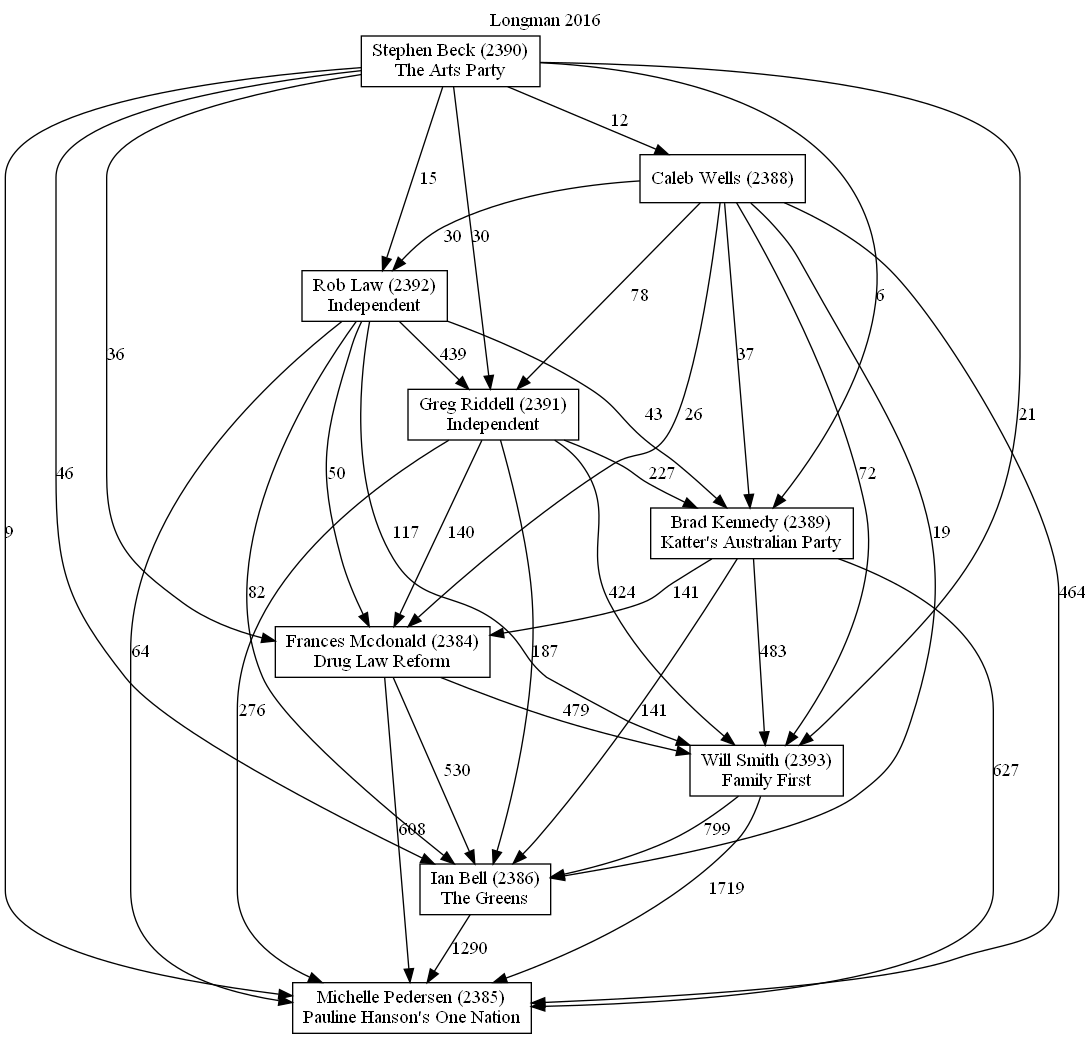 Longman 2016
Stephen Beck (2390)
The Arts Party
12
Caleb Wells (2388)
15
30
30
Rob Law (2392)
Independent
78
6
36
439
37
Greg Riddell (2391)
Independent
43
26
21
46
50
227
72
Brad Kennedy (2389)
Katter's Australian Party
9
117
140
19
82
424
141
464
Frances Mcdonald (2384)
Drug Law Reform
64
187
483
276
479
141
Will Smith (2393)
Family First
530
627
608
799
Ian Bell (2386)
The Greens
1719
1290
Michelle Pedersen (2385)
Pauline Hanson's One Nation